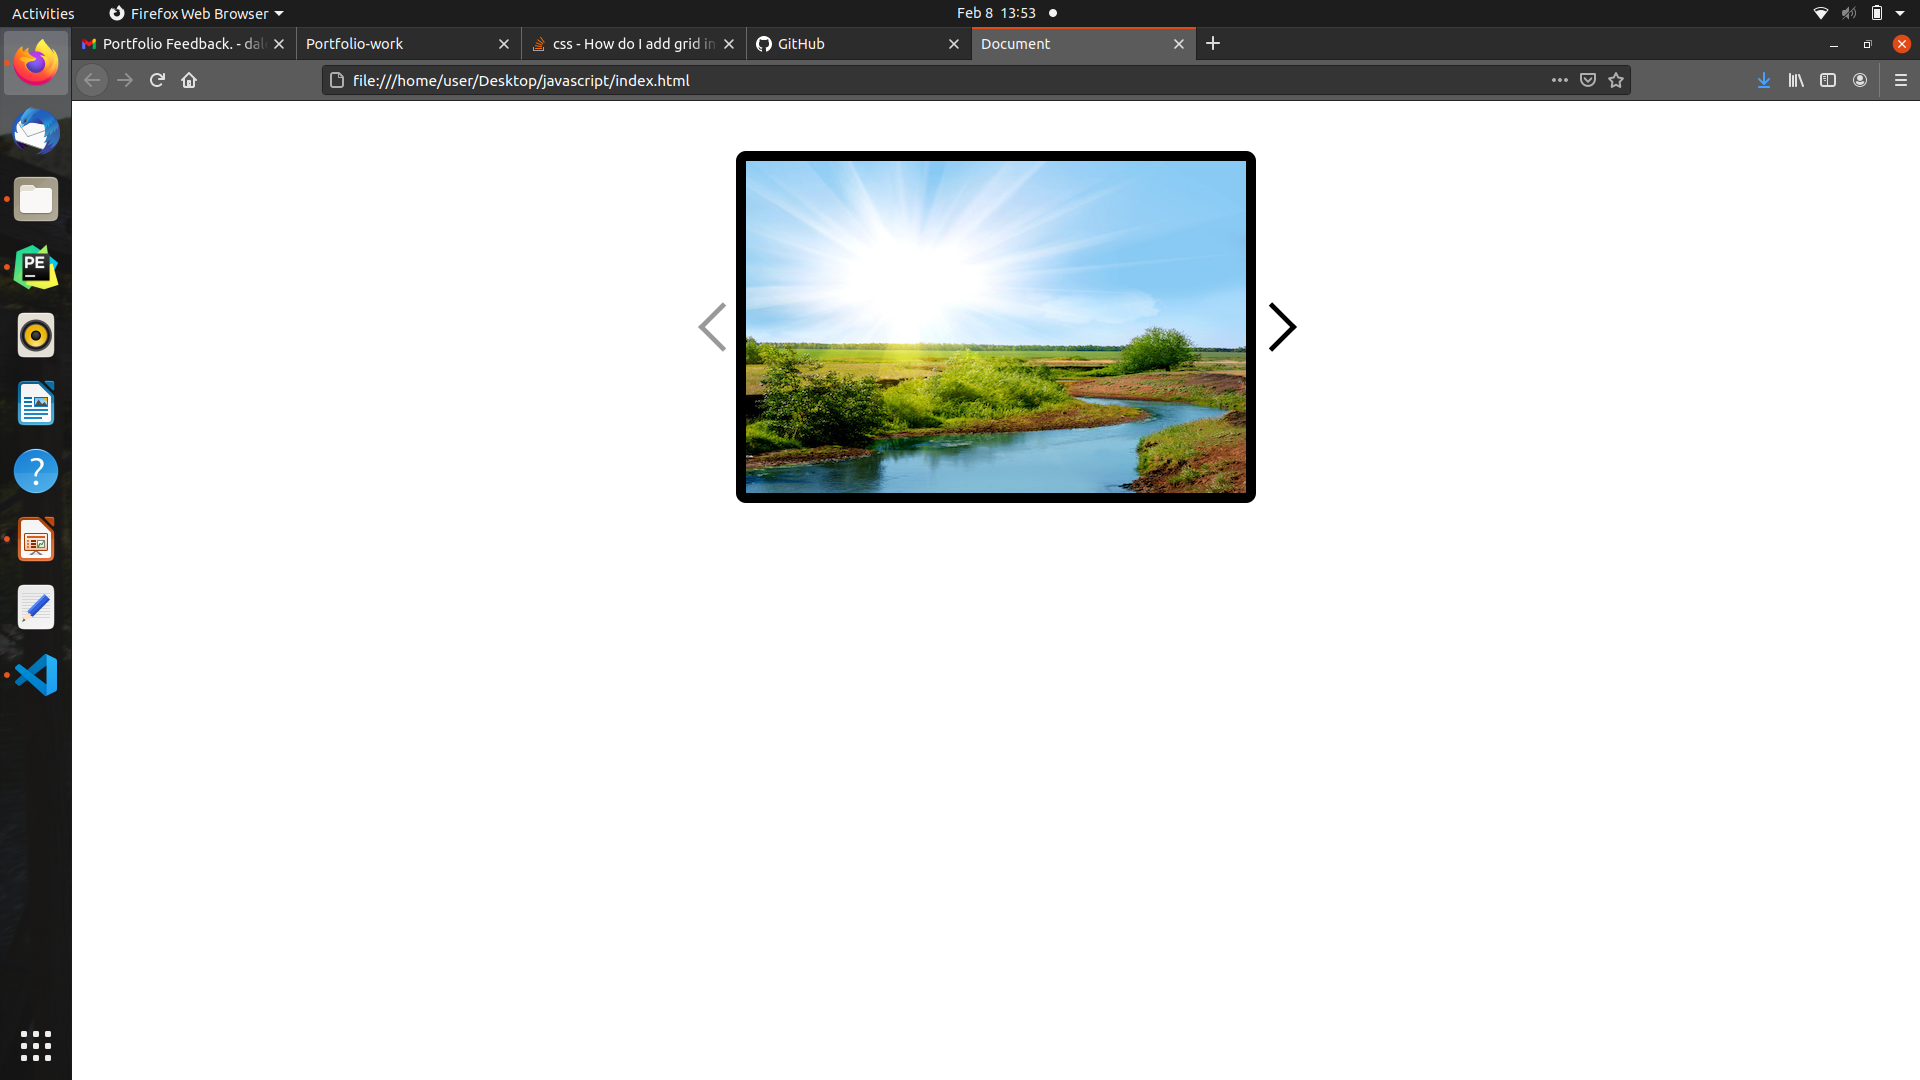 Activities
Firefox Web Browser
Feb 8 13:53
Portfolio Feedback. - dal
Portfolio-work
css - How do I add grid in
GitHub
Document
file:///home/user/Desktop/javascript/index.html
PE
?